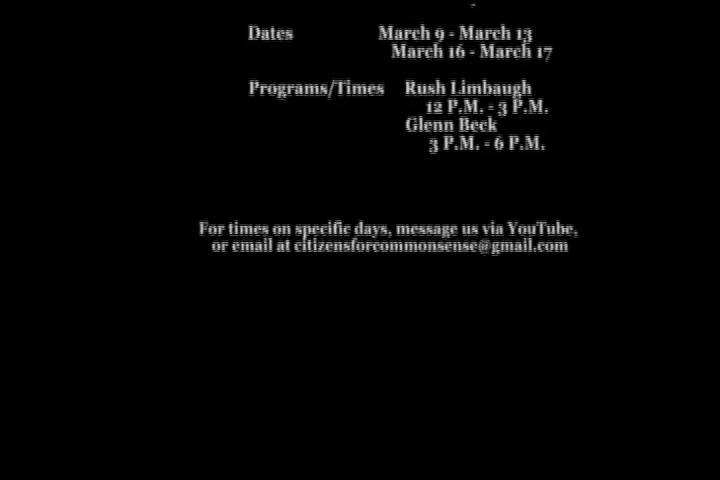 Dates March 9 - March 13
March 16 - March 17
Programs/Times Rush Limbaugh
12 P.M. - 3 P.M.
Glenn Beck
3 P.M. - 6 P.M.
For times on specific days, message us via YouTube,
or email at citizensforcommonsense@gmail.com